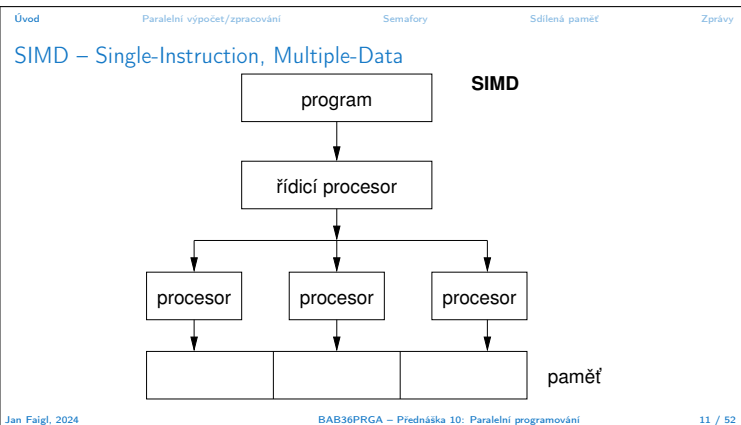 Úvod Paralelní výpočet/zpracování Semafory Sdílená paměť Zprávy
SIMD – Single-Instruction, Multiple-Data
SIMD
program
řídicí procesor
procesor procesor procesor
paměť
Jan Faigl, 2024 BAB36PRGA – Přednáška 10: Paralelní programování 11 / 52